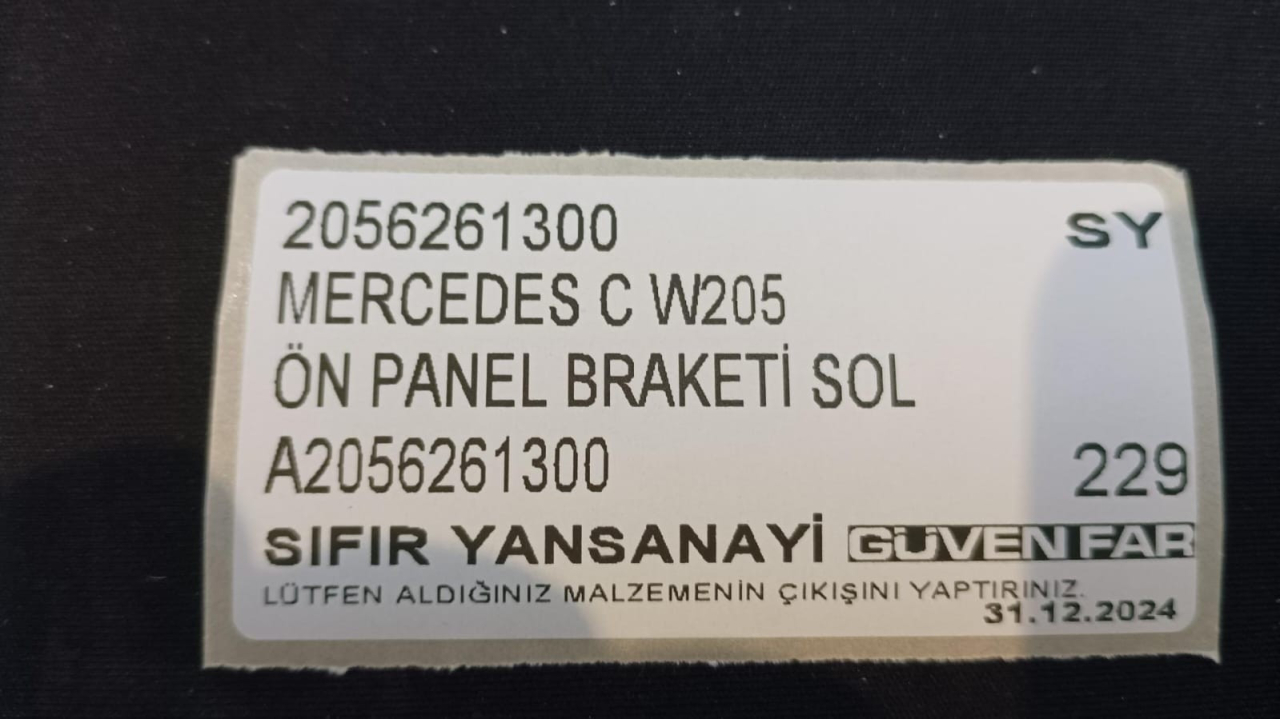 2056261300 SY
MERCEDES C W205
ÖN PANEL BRAKETİ SOL
A2056261300 229
SIFIR YANSANAYİ GÜVEN FAR
LÜTFEN ALDIĞINIZ MALZEMENİN ÇIKIŞINI YAPTIRINIZ.
31.12.2024